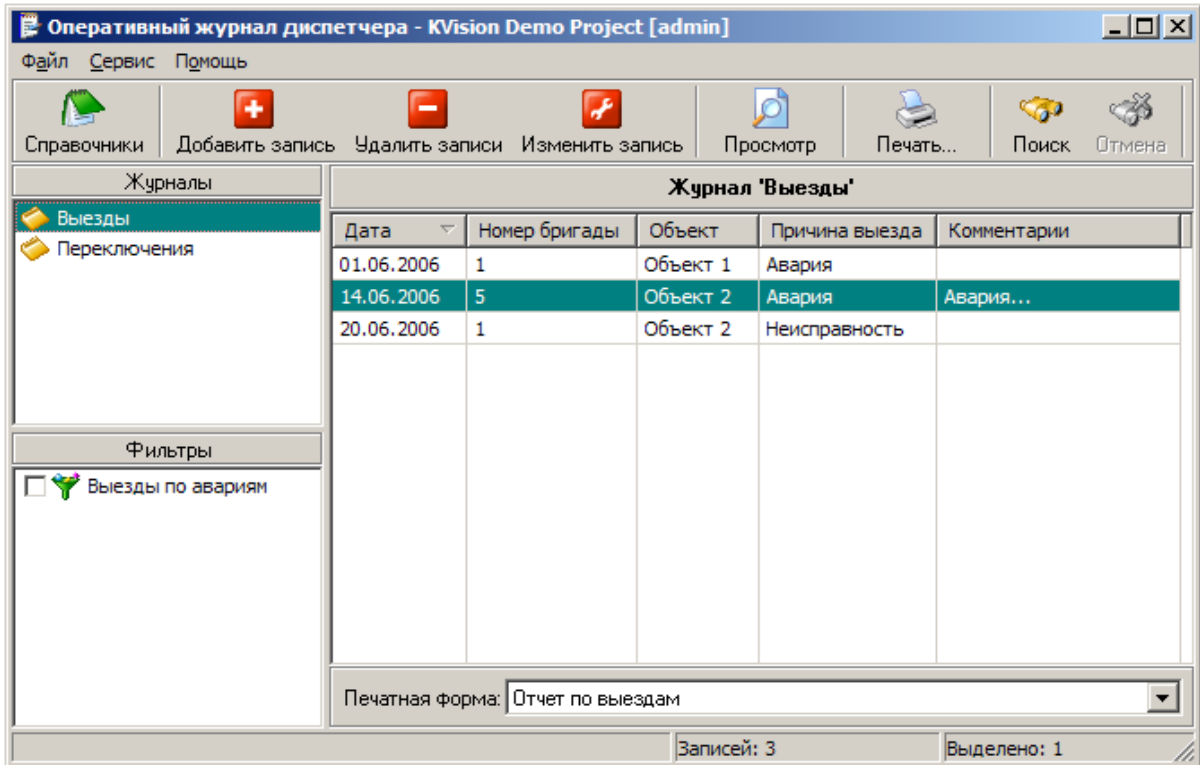 Оперативный журнал диспетчера - KVision Demo Project [admin]
Файл Сервис Помощь
Справочники Добавить запись Удалить записи Изменить запись Просмотр Печать... Поиск Отмена
Журналы
Выезды
Переключения
Фильтры
Выезды по авариям
Журнал 'Выезды'
Дата Номер бригады Объект Причина выезда Комментарии
01.06.2006 1 Объект 1 Авария
14.06.2006 5 Объект 2 Авария Авария...
20.06.2006 1 Объект 2 Неисправность
Печатная форма: Отчет по выездам
Записей: 3 Выделено: 1